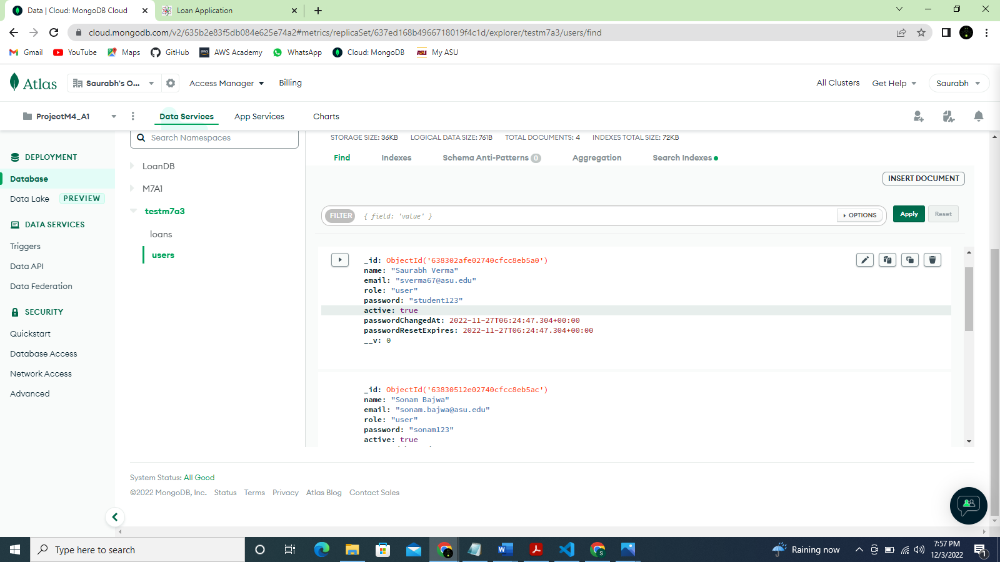 Data | Cloud: MongoDB Cloud
Loan Application
cloud.mongodb.com/v2/635b2e83f5db084e625e74a2#metrics/replicaSet/637ed168b4966718019f4c1d/explorer/testm7a3/users/find
Gmail YouTube Maps GitHub AWS Academy WhatsApp Cloud: MongoDB My ASU
Atlas Saurabh's O... Access Manager Billing All Clusters Get Help Saurabh
ProjectM4_A1 Data Services App Services Charts
DEPLOYMENT
Database
Data Lake PREVIEW
DATA SERVICES
Triggers
Data API
Data Federation
SECURITY
Quickstart
Database Access
Network Access
Advanced
Search Namespaces
LoanDB
M7A1
testm7a3
loans
users
STORAGE SIZE: 36KB LOGICAL DATA SIZE: 761B TOTAL DOCUMENTS: 4 INDEXES TOTAL SIZE: 72KB
Find Indexes Schema Anti-Patterns 0 Aggregation Search Indexes
INSERT DOCUMENT
FILTER { field: 'value' } OPTIONS Apply Reset
_id: ObjectId('638302afe02740cfcc8eb5a0')
name: "Saurabh Verma"
email: "sverma67@asu.edu"
role: "user"
password: "student123"
active: true
passwordChangedAt: 2022-11-27T06:24:47.304+00:00
passwordResetExpires: 2022-11-27T06:24:47.304+00:00
__v: 0
_id: ObjectId('63830512e02740cfcc8eb5ac')
name: "Sonam Bajwa"
email: "sonam.bajwa@asu.edu"
role: "user"
password: "sonam123"
active: true
System Status: All Good
©2022 MongoDB, Inc. Status Terms Privacy Atlas Blog Contact Sales
Type here to search
Raining now
7:57 PM
12/3/2022
1